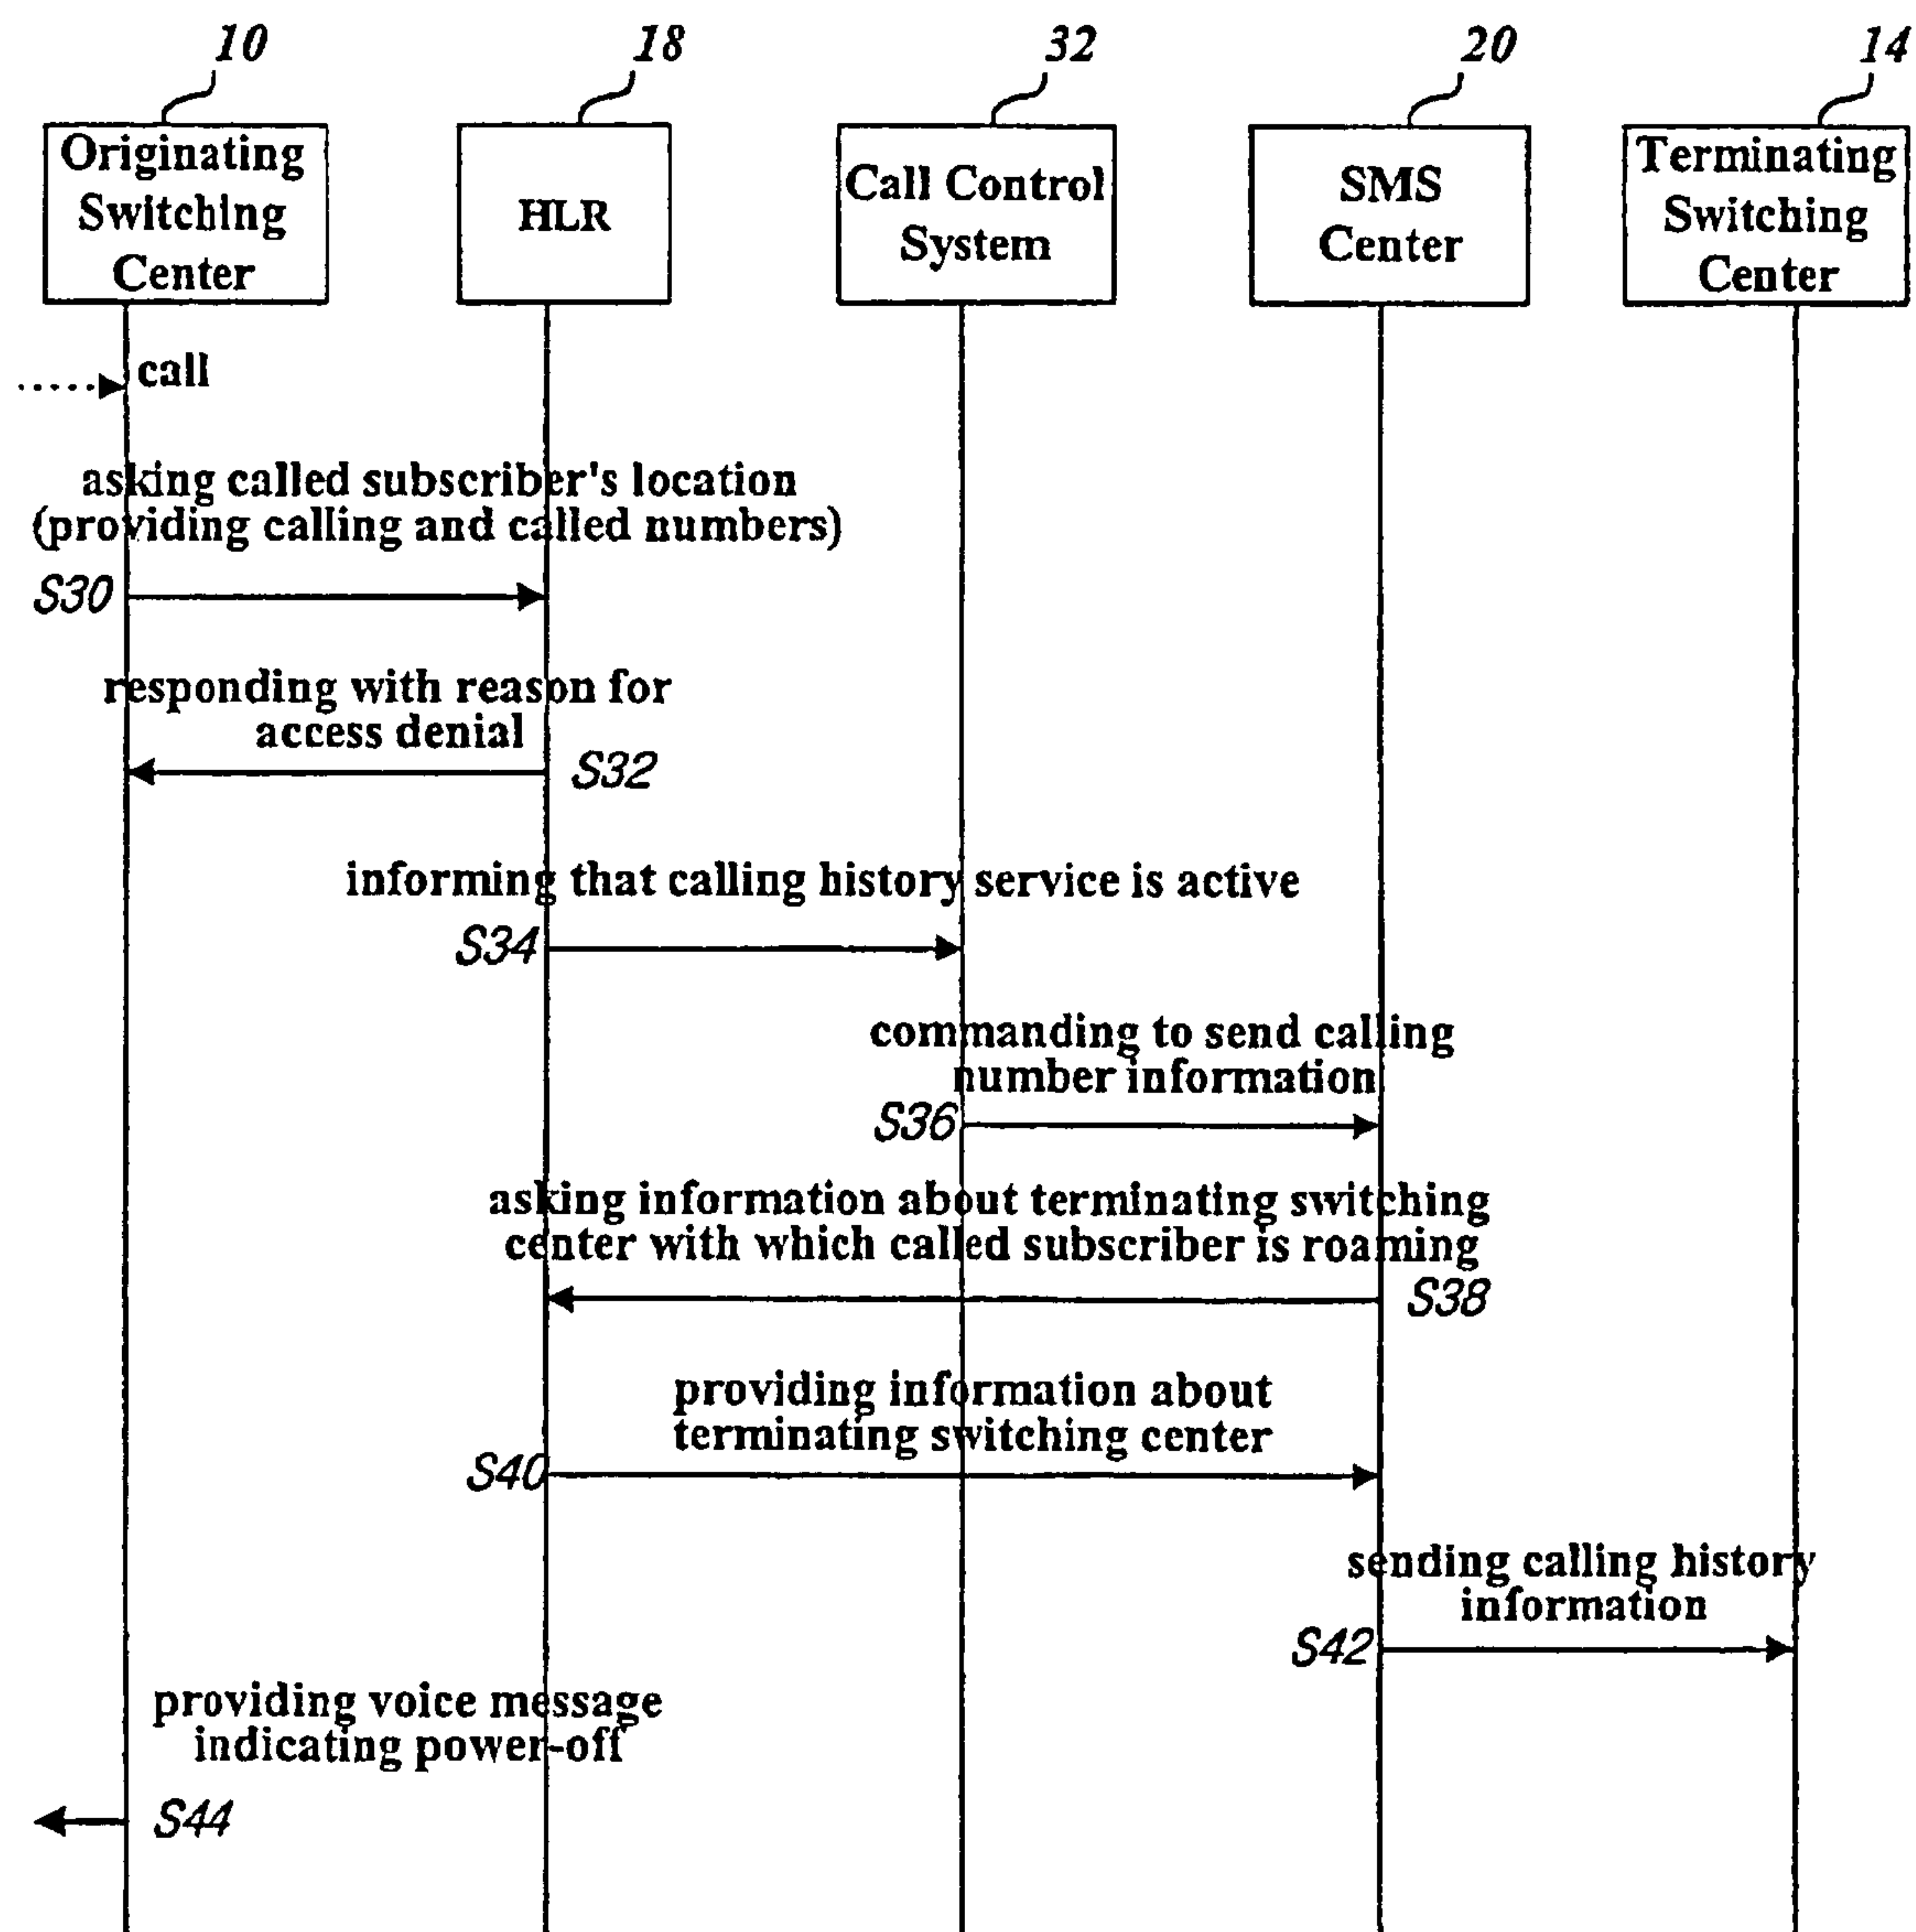 10
18
32
20
14
Originating
Switching
Center
HLR
Call Control
System
SMS
Center
Terminating
Switching
Center
call
asking called subscriber's location
(providing calling and called numbers)
S30
responding with reason for
access denial
S32
informing that calling history service is active
S34
commanding to send calling
number information
S36
asking information about terminating switching
center with which called subscriber is roaming
S38
providing information about
terminating switching center
S40
sending calling history
information
S42
providing voice message
indicating power-off
S44